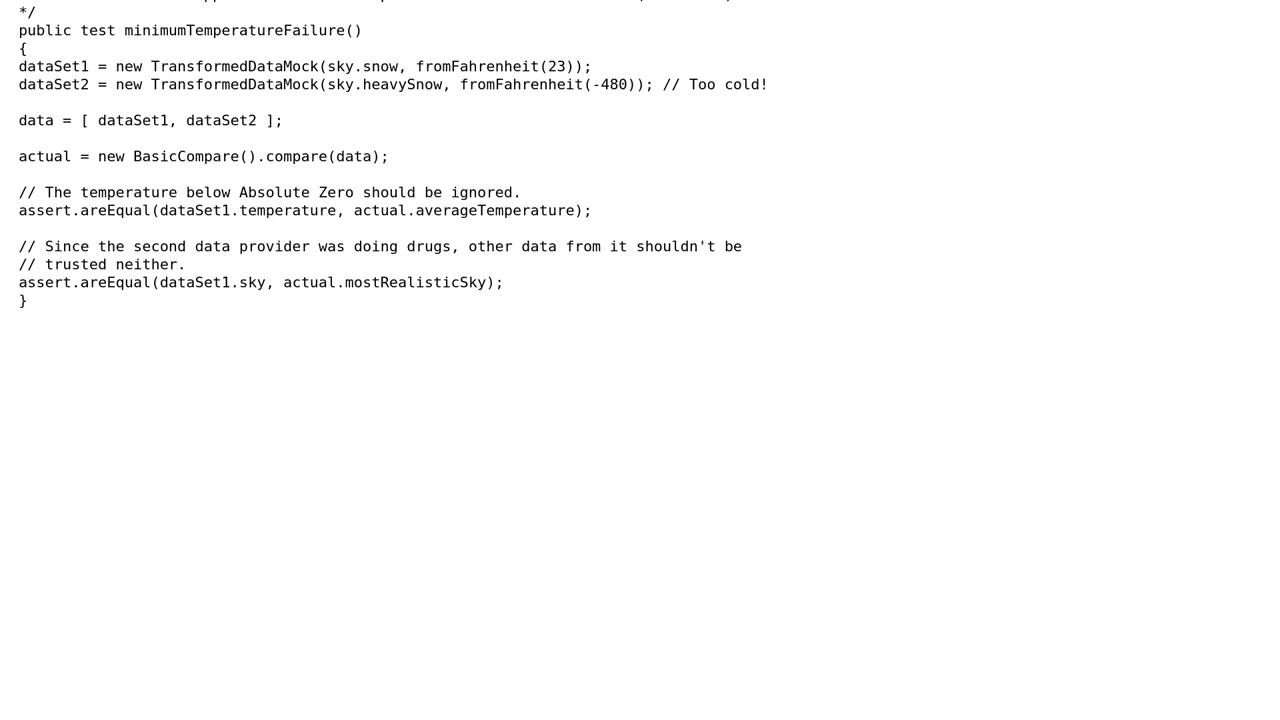 */
public test minimumTemperatureFailure()
{
dataSet1 = new TransformedDataMock(sky.snow, fromFahrenheit(23));
dataSet2 = new TransformedDataMock(sky.heavySnow, fromFahrenheit(-480)); // Too cold!
data = [ dataSet1, dataSet2 ];
actual = new BasicCompare().compare(data);
// The temperature below Absolute Zero should be ignored.
assert.areEqual(dataSet1.temperature, actual.averageTemperature);
// Since the second data provider was doing drugs, other data from it shouldn't be
// trusted neither.
assert.areEqual(dataSet1.sky, actual.mostRealisticSky);
}